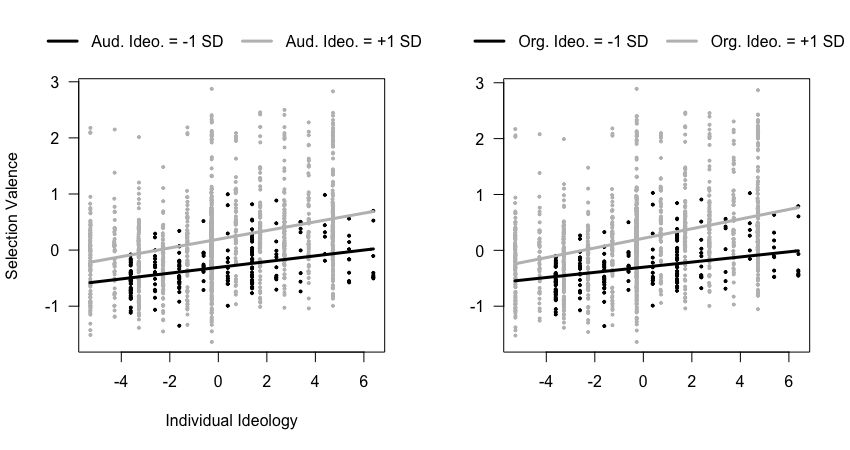 Aud. Ideo. = -1 SD Aud. Ideo. = +1 SD
Org. Ideo. = -1 SD Org. Ideo. = +1 SD
Selection Valence
3
2
1
0
-1
-4 -2 0 2 4 6
Individual Ideology
3
2
1
0
-1
-4 -2 0 2 4 6